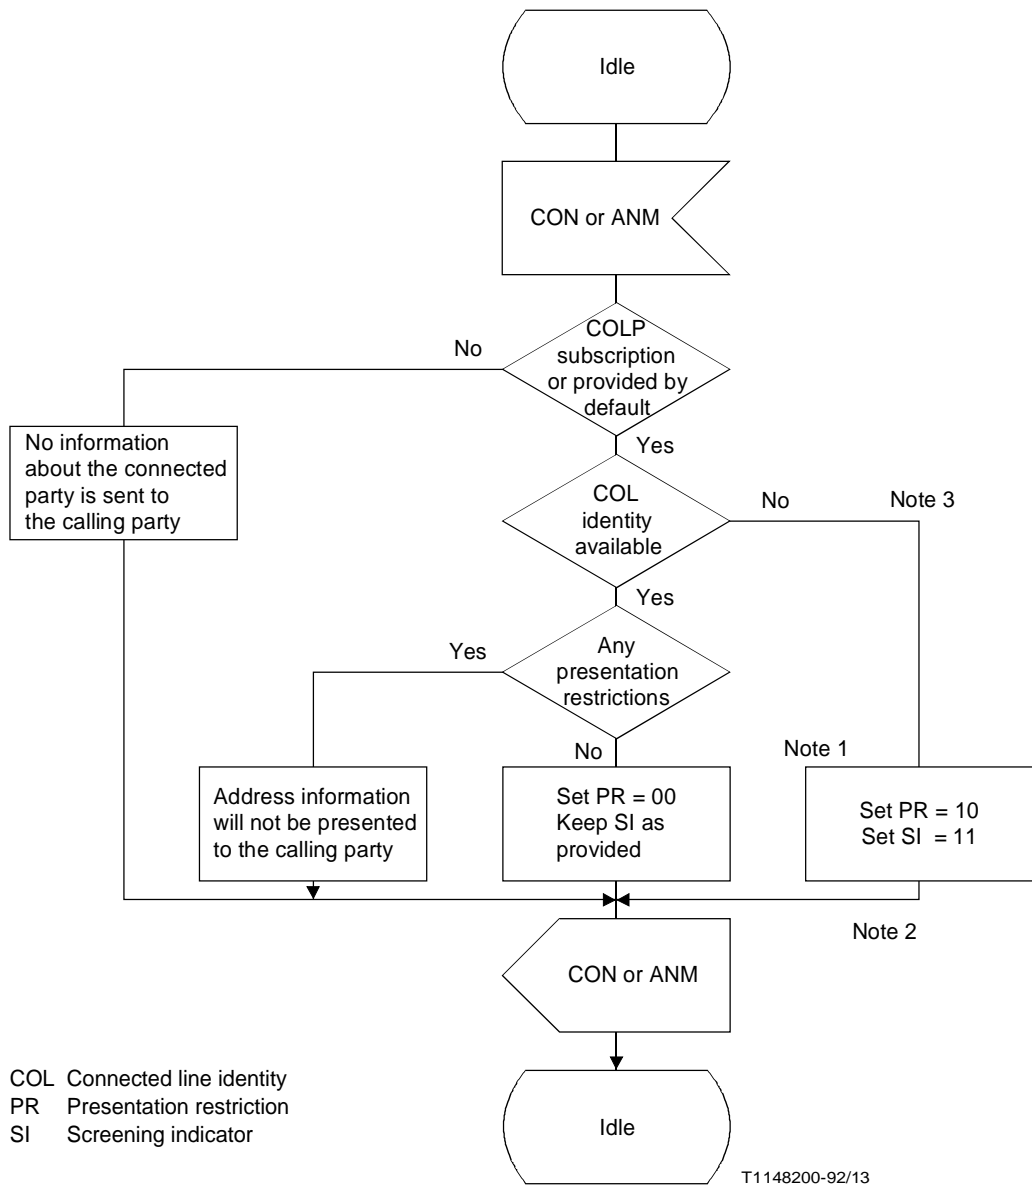 Idle
CON or ANM
COLP
subscription
or provided by
default
No
Yes
No information
about the connected
party is sent to
the calling party
COL
identity
available
No
Note 3
Yes
Any
presentation
restrictions
Yes
No
Note 1
Address information
will not be presented
to the calling party
Set PR = 00
Keep SI as
provided
Set PR = 10
Set SI = 11
Note 2
CON or ANM
Idle
COL Connected line identity
PR Presentation restriction
SI Screening indicator
T1148200-92/13